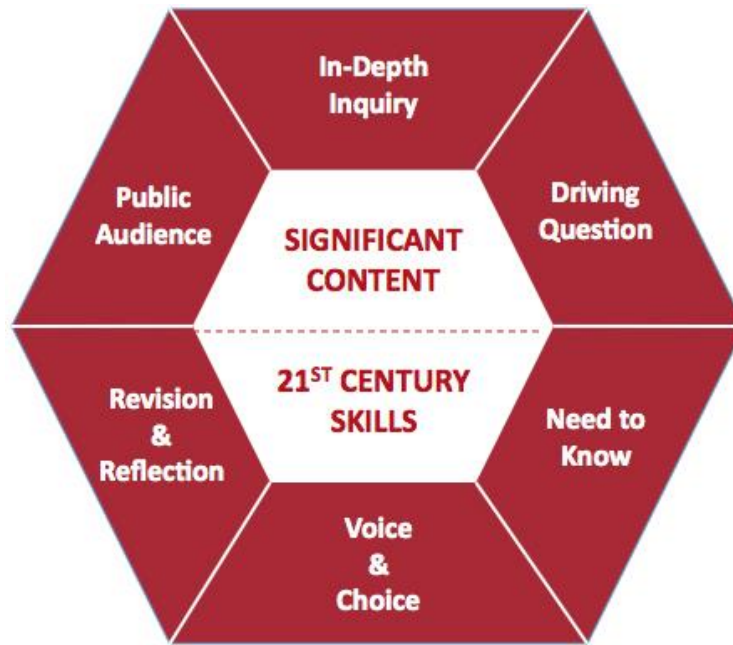 In-Depth
Inquiry
Driving
Question
Need to
Know
Voice
&
Choice
Revision
&
Reflection
Public
Audience
SIGNIFICANT
CONTENT
21ST CENTURY
SKILLS